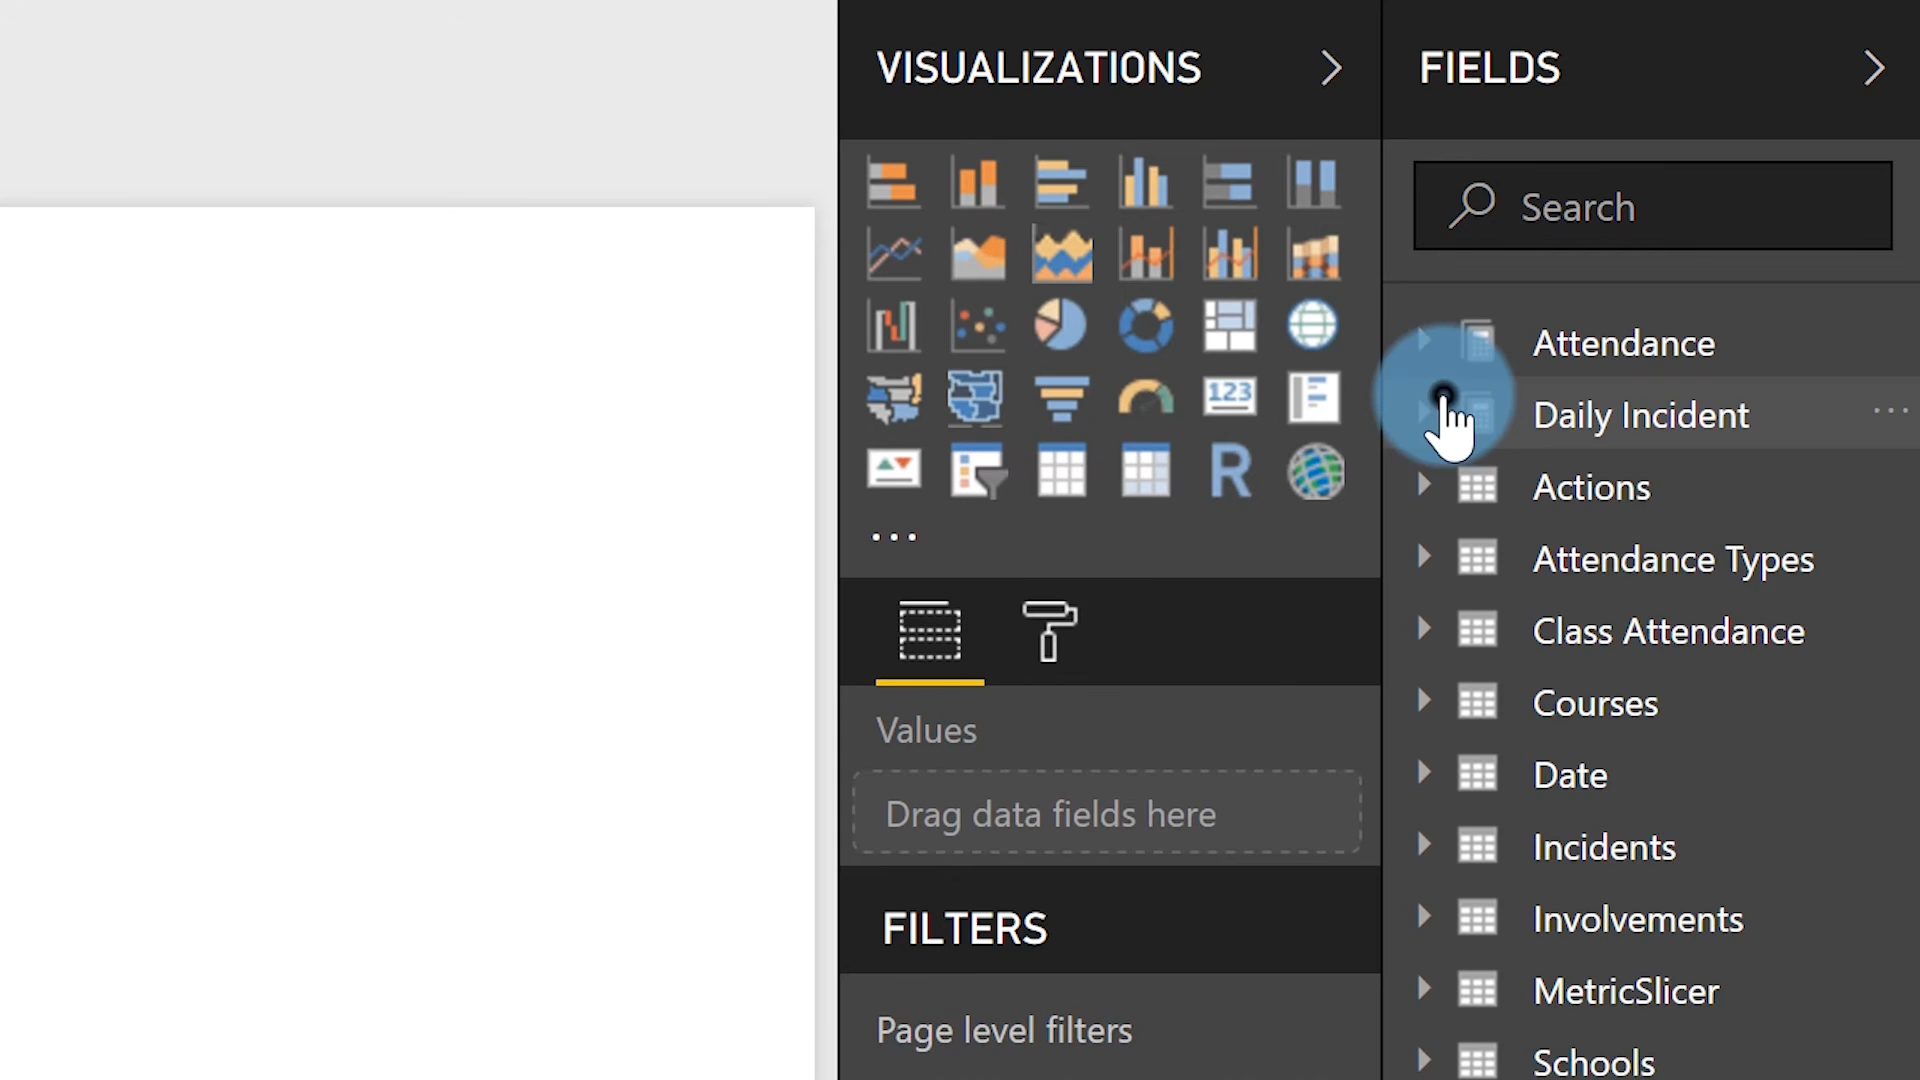 VISUALIZATIONS
FIELDS
Search
Attendance
Daily Incident
123
Actions
R
Attendance Types
Class Attendance
Courses
Values
Date
Drag data fields here
Incidents
FILTERS
Involvements
MetricSlicer
Page level filters
Schools